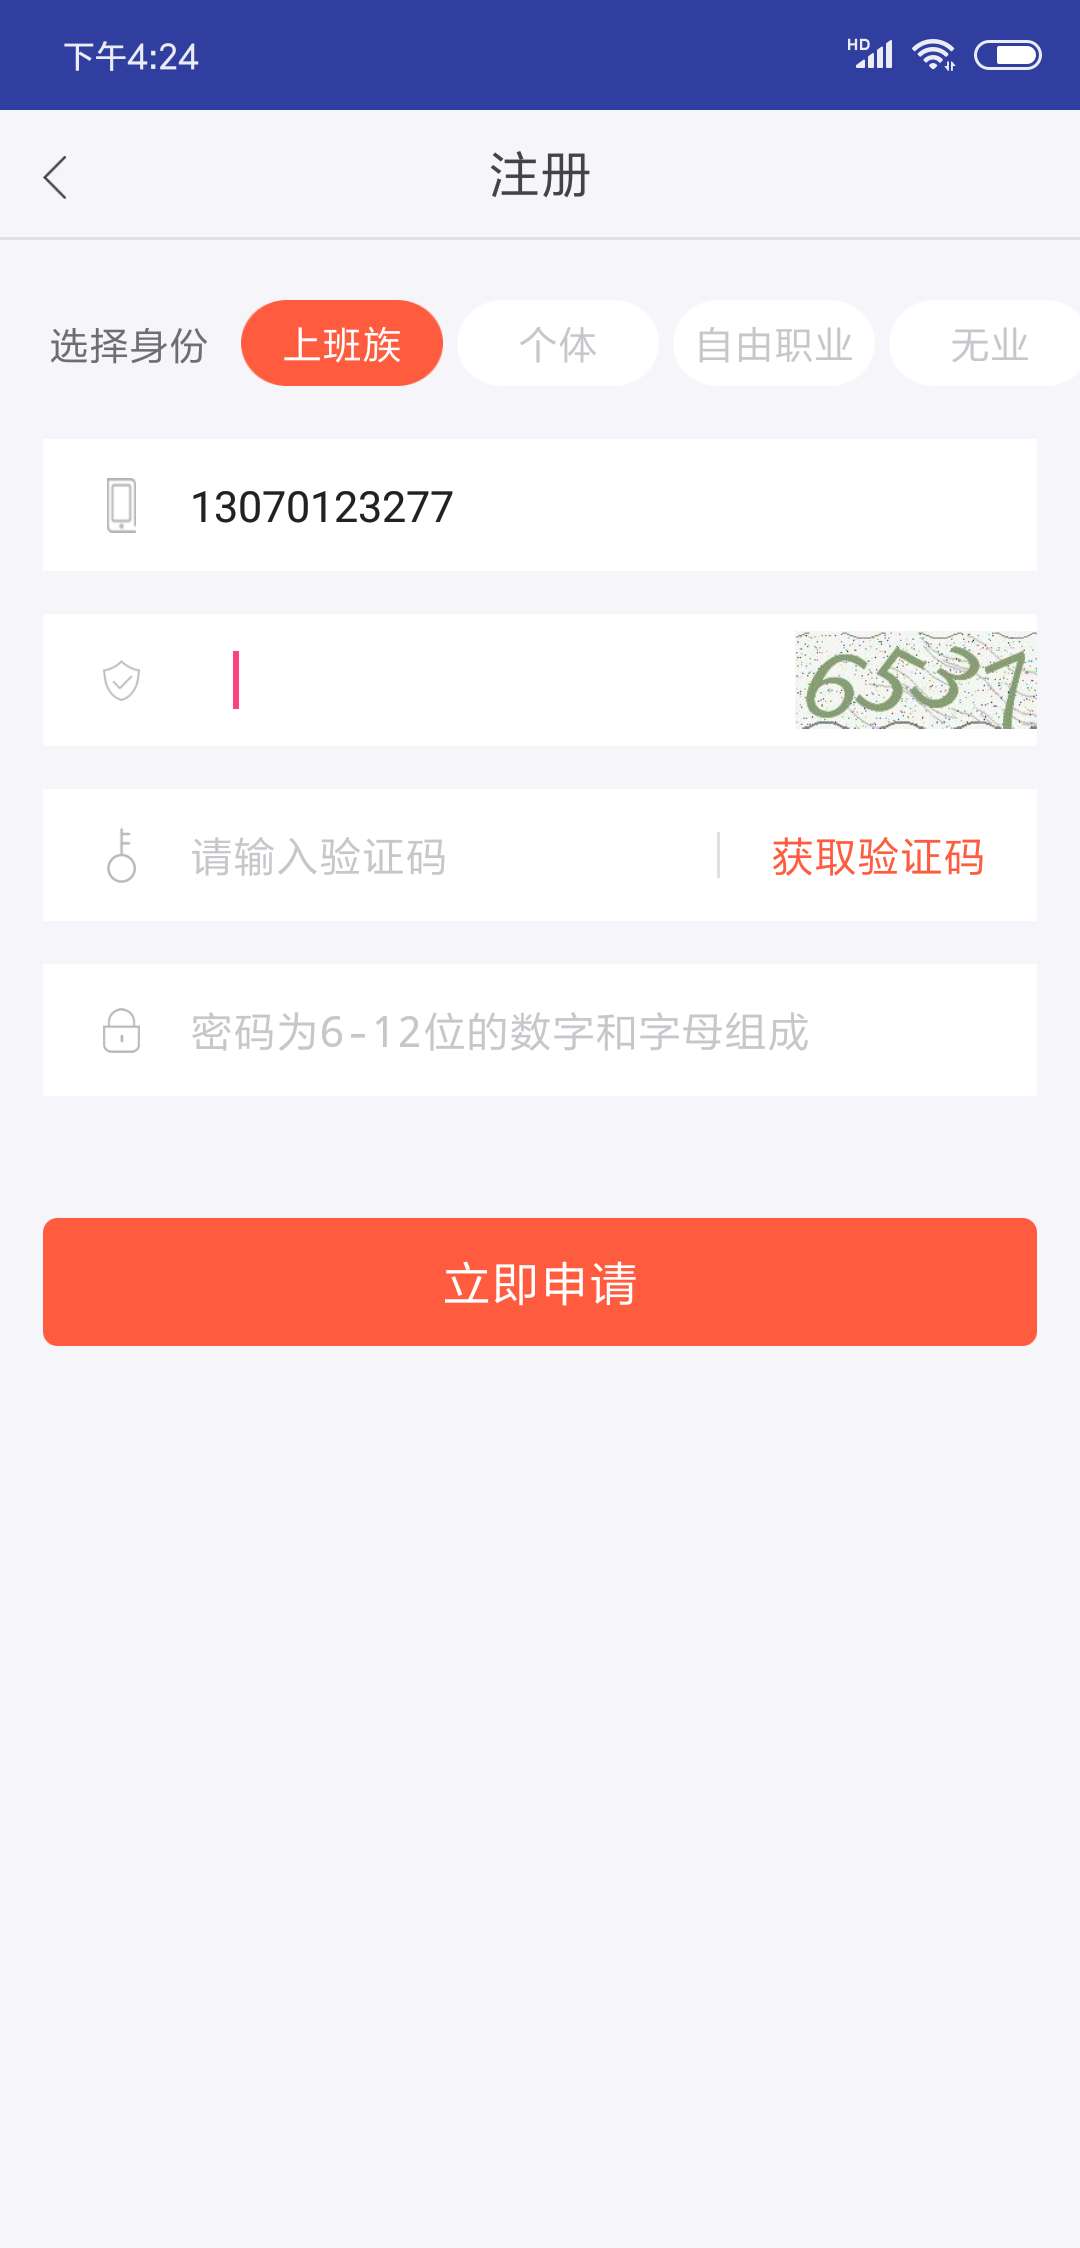 下午4:24
HD
注册
选择身份 上班族 个体 自由职业 无业
13070123277
6537
请输入验证码 获取验证码
密码为6-12位的数字和字母组成
立即申请